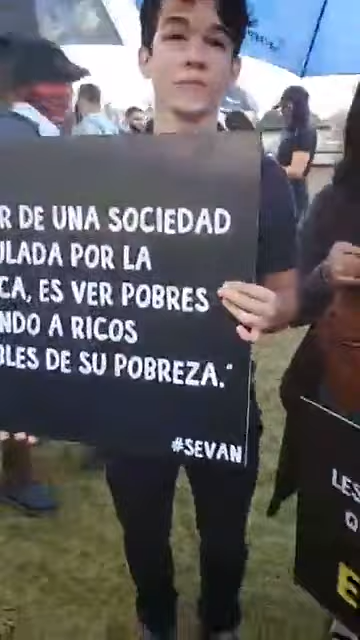 R DE UNA SOCIEDAD
ULADA POR LA
CA, ES VER POBRES
NDO A RICOS
BLES DE SU POBREZA."
#SEVAN
LES
Q
E